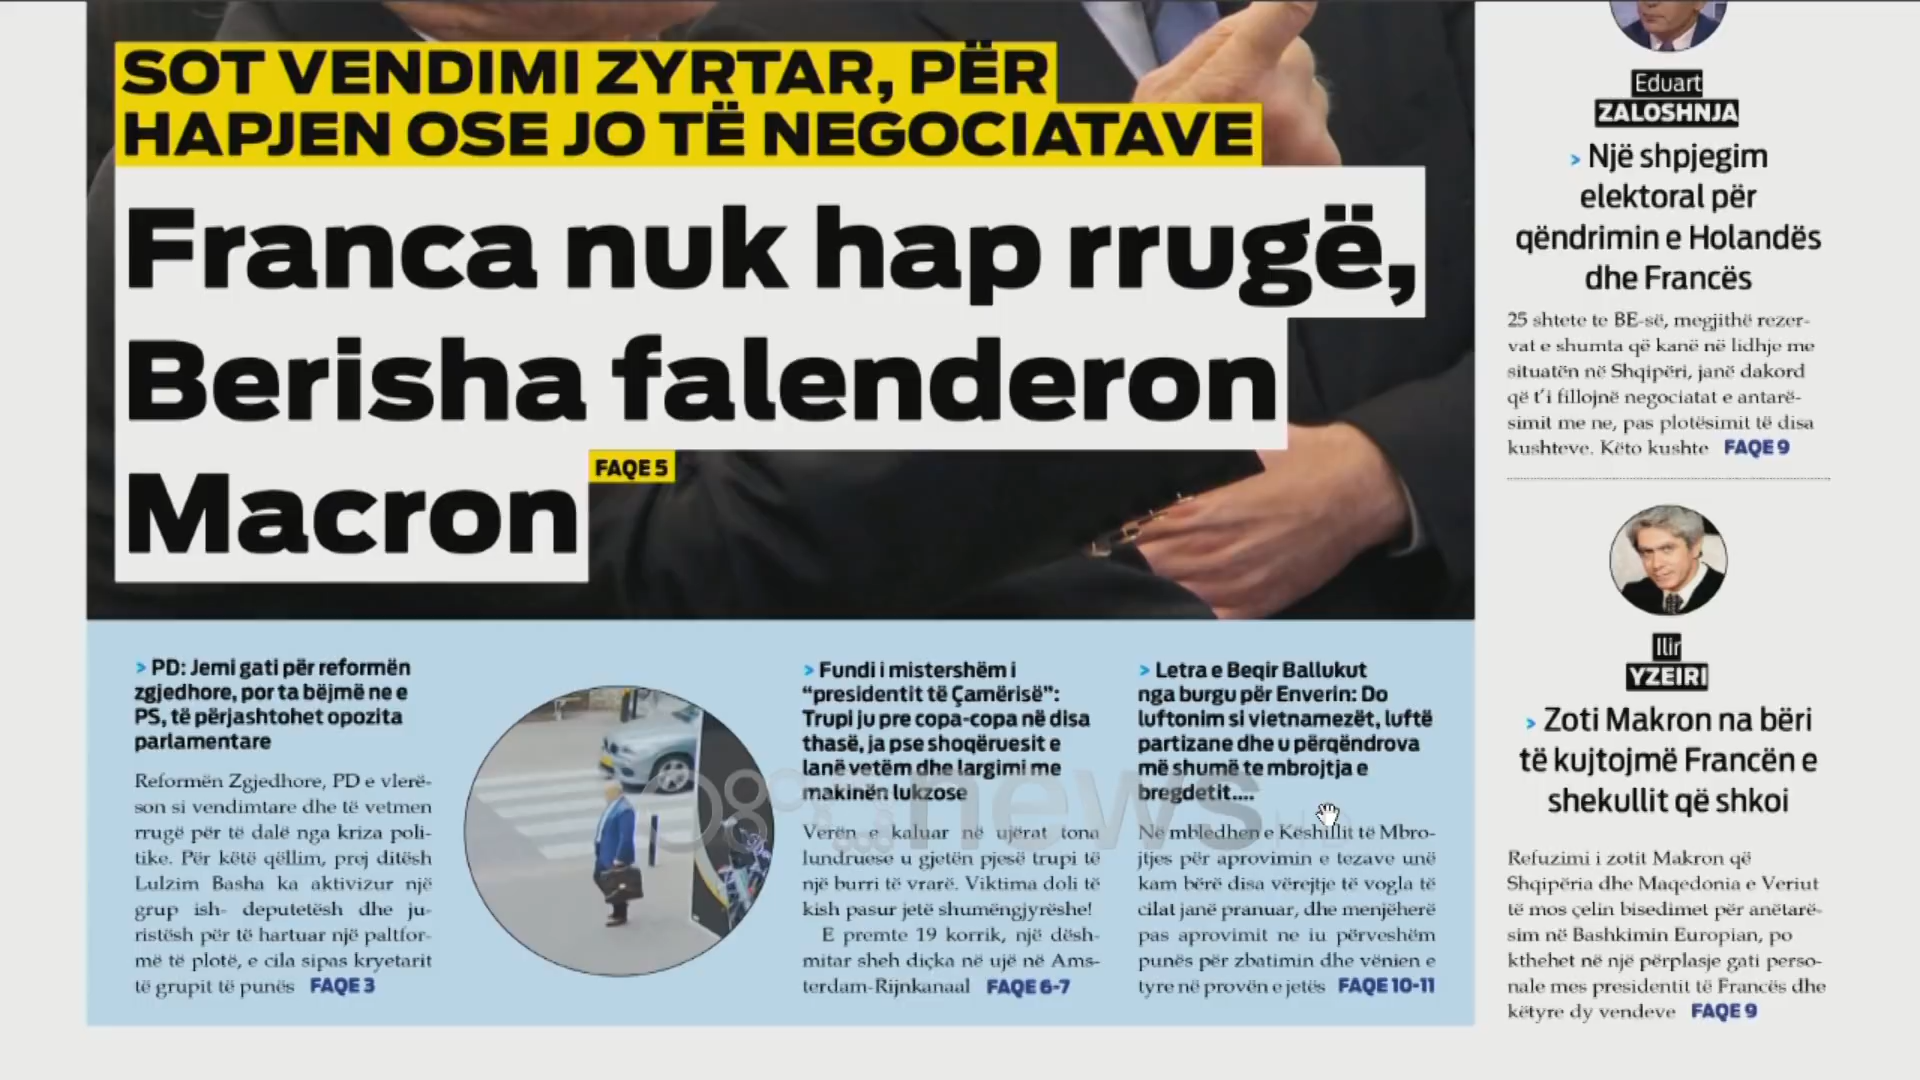 SOT VENDIMI ZYRTAR, PËR
HAPJEN OSE JO TË NEGOCIATAVE
Franca nuk hap rrugë,
Berisha falenderon
Macron
FAQE 5
> PD: Jemi gati për reformën
zgjedhore, por ta bëjmë ne e
PS, të përjashtohet opozita
parlamentare
Reformën Zgjedhore, PD e vlerë-
son si vendimtare dhe të vetmen
rrugë për të dalë nga kriza poli-
tike. Për këtë qëllim, prej ditësh
Lulzim Basha ka aktivizur një
grup ish- deputetësh dhe ju-
ristësh për të hartuar një paltfor-
më të plotë, e cila sipas kryetarit
të grupit të punës FAQE 3
> Fundi i mistershëm i
“presidentit të Çamërisë”:
Trupi ju pre copa-copa në disa
thasë, ja pse shoqëruesit e
lanë vetëm dhe largimi me
makinën lukzose
Verën e kaluar në ujërat tona
lundruese u gjetën pjesë trupi të
një burri të vrarë. Viktima doli të
kish pasur jetë shumëngjyrëshe!
E premte 19 korrik, një dësh-
mitar sheh diçka në ujë në Ams-
terdam-Rijnkanaal FAQE 6-7
> Letra e Beqir Ballukut
nga burgu për Enverin: Do
luftonim si vietnamezët, luftë
partizane dhe u përqëndrova
më shumë te mbrojtja e
bregdetit....
Në mbledhen e Këshillit të Mbro-
jtjes për aprovimin e tezave unë
kam bërë disa vërejtje të vogla të
cilat janë pranuar, dhe menjëherë
pas aprovimit ne iu përveshëm
punës për zbatimin dhe vënien e
tyre në provën e jetës FAQE 10-11
news
HD
Eduart
ZALOSHNJA
> Një shpjegim
elektoral për
qëndrimin e Holandës
dhe Francës
25 shtete te BE-së, megjithë rezer-
vat e shumta që kanë në lidhje me
situatën në Shqipëri, janë dakord
që t’i fillojnë negociatat e antarë-
simit me ne, pas plotësimit të disa
kushteve. Këto kushte FAQE 9
Ilir
YZEIRI
> Zoti Makron na bëri
të kujtojmë Francën e
shekullit që shkoi
Refuzimi i zotit Makron që
Shqipëria dhe Maqedonia e Veriut
të mos çelin bisedimet për anëtarë-
sim në Bashkimin Europian, po
kthehet në një përplasje gati perso-
nale mes presidentit të Francës dhe
këtyre dy vendeve FAQE 9